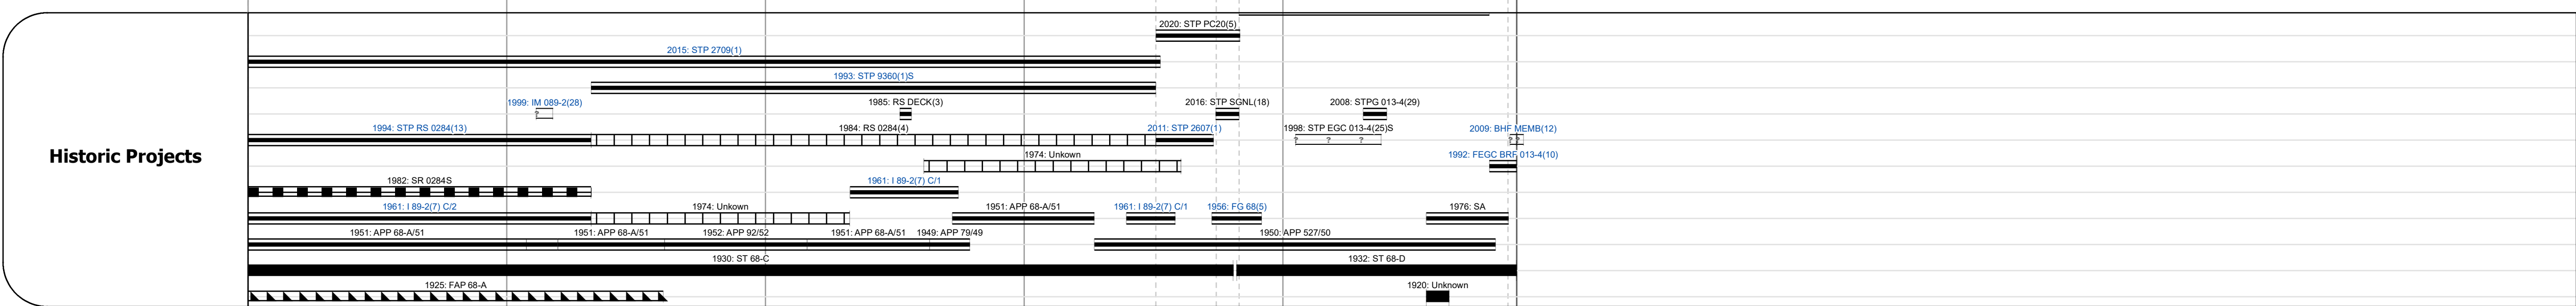 2020: STP PC20(5)
2015: STP 2709(1)
1993: STP 9360(1)S
1999: IM 089-2(28)
1985: RS DECK(3)
2016: STP SGNL(18)
2008: STPG 013-4(29)
?
1994: STP RS 0284(13)
1984: RS 0284(4)
2011: STP 2607(1)
1998: STP EGC 013-4(25)S
2009: BHF MEMB(12)
? ? ? ? ?
Historic Projects
1974: Unkown
1992: FEGC BRF 013-4(10)
1982: SR 0284S
1961: I 89-2(7) C/1
1961: I 89-2(7) C/2
1974: Unkown
1951: APP 68-A/51
1961: I 89-2(7) C/1
1956: FG 68(5)
1976: SA
1951: APP 68-A/51
1951: APP 68-A/51
1952: APP 92/52
1951: APP 68-A/51
1949: APP 79/49
1950: APP 527/50
1930: ST 68-C
1932: ST 68-D
1925: FAP 68-A
1920: Unknown